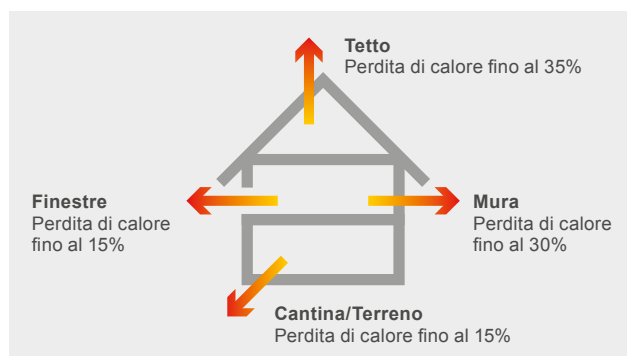 Tetto
Perdita di calore fino al 35%
Finestre
Perdita di calore
fino al 15%
Mura
Perdita di calore
fino al 30%
Cantina/Terreno
Perdita di calore fino al 15%